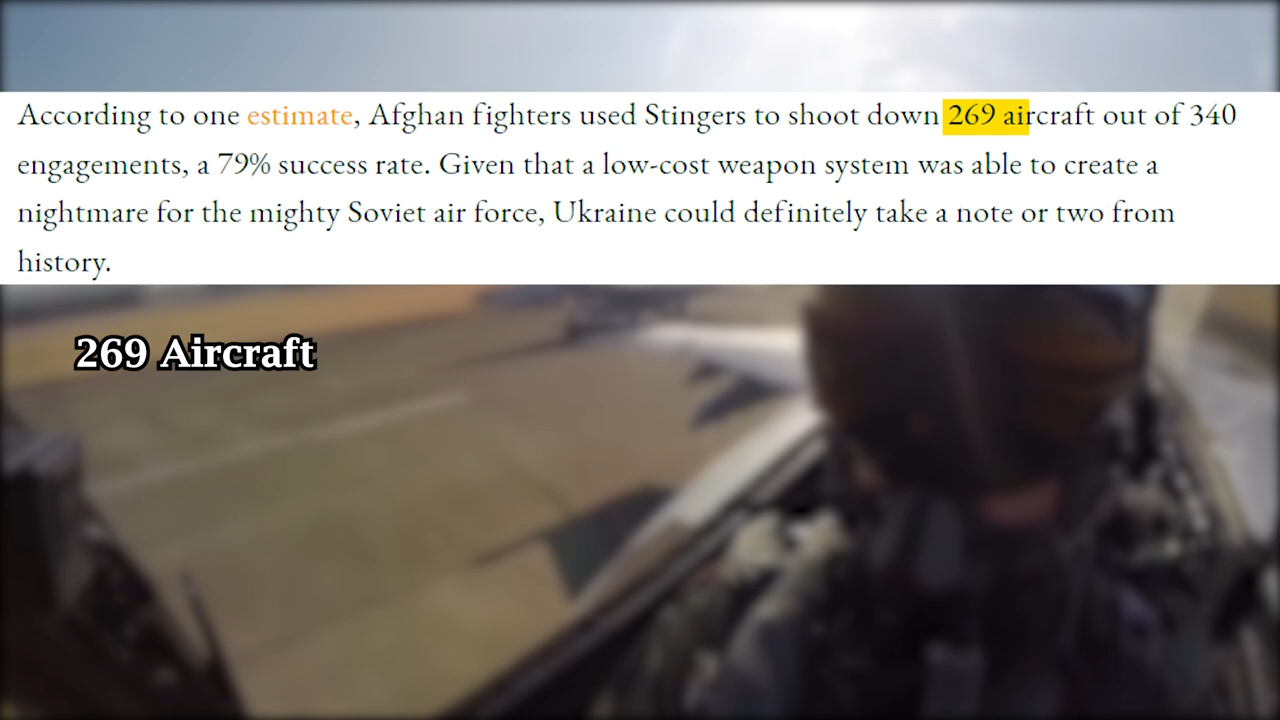 According to one estimate, Afghan fighters used Stingers to shoot down 269 aircraft out of 340
engagements, a 79% success rate. Given that a low-cost weapon system was able to create a
nightmare for the mighty Soviet air force, Ukraine could definitely take a note or two from
history.
269 Aircraft